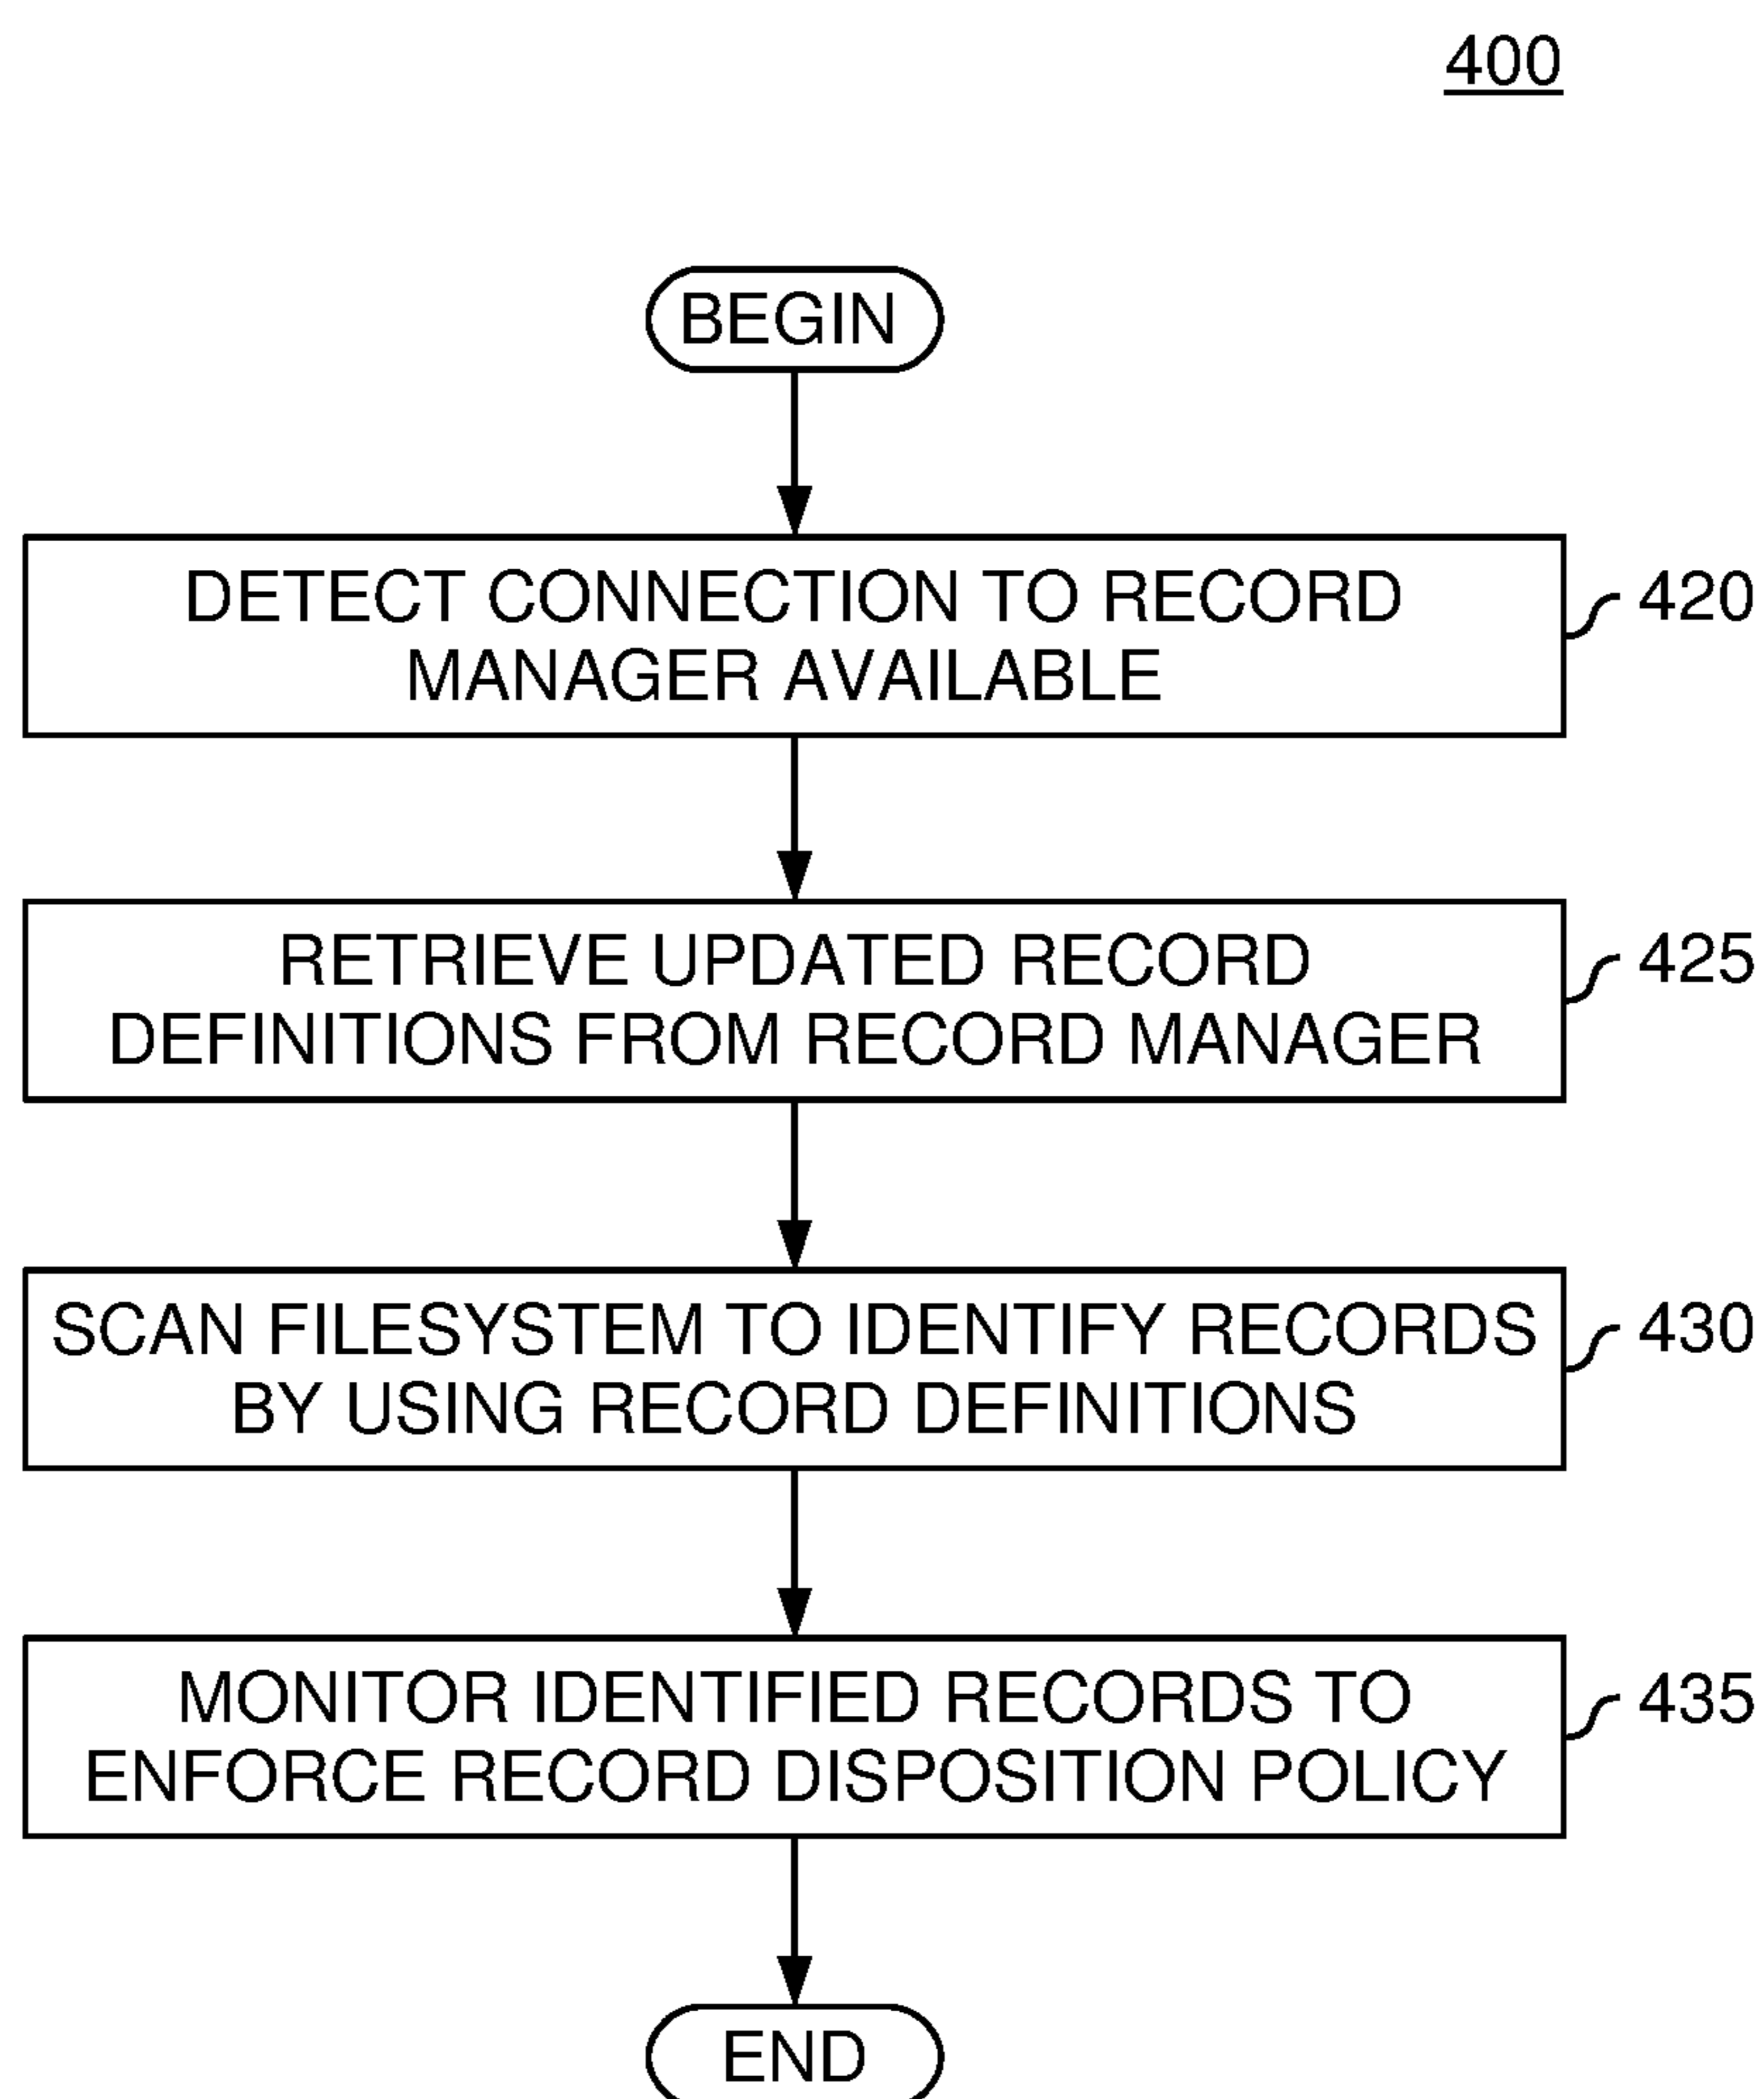 400
BEGIN
DETECT CONNECTION TO RECORD
MANAGER AVAILABLE
420
RETRIEVE UPDATED RECORD
DEFINITIONS FROM RECORD MANAGER
425
SCAN FILESYSTEM TO IDENTIFY RECORDS
BY USING RECORD DEFINITIONS
430
MONITOR IDENTIFIED RECORDS TO
ENFORCE RECORD DISPOSITION POLICY
435
END